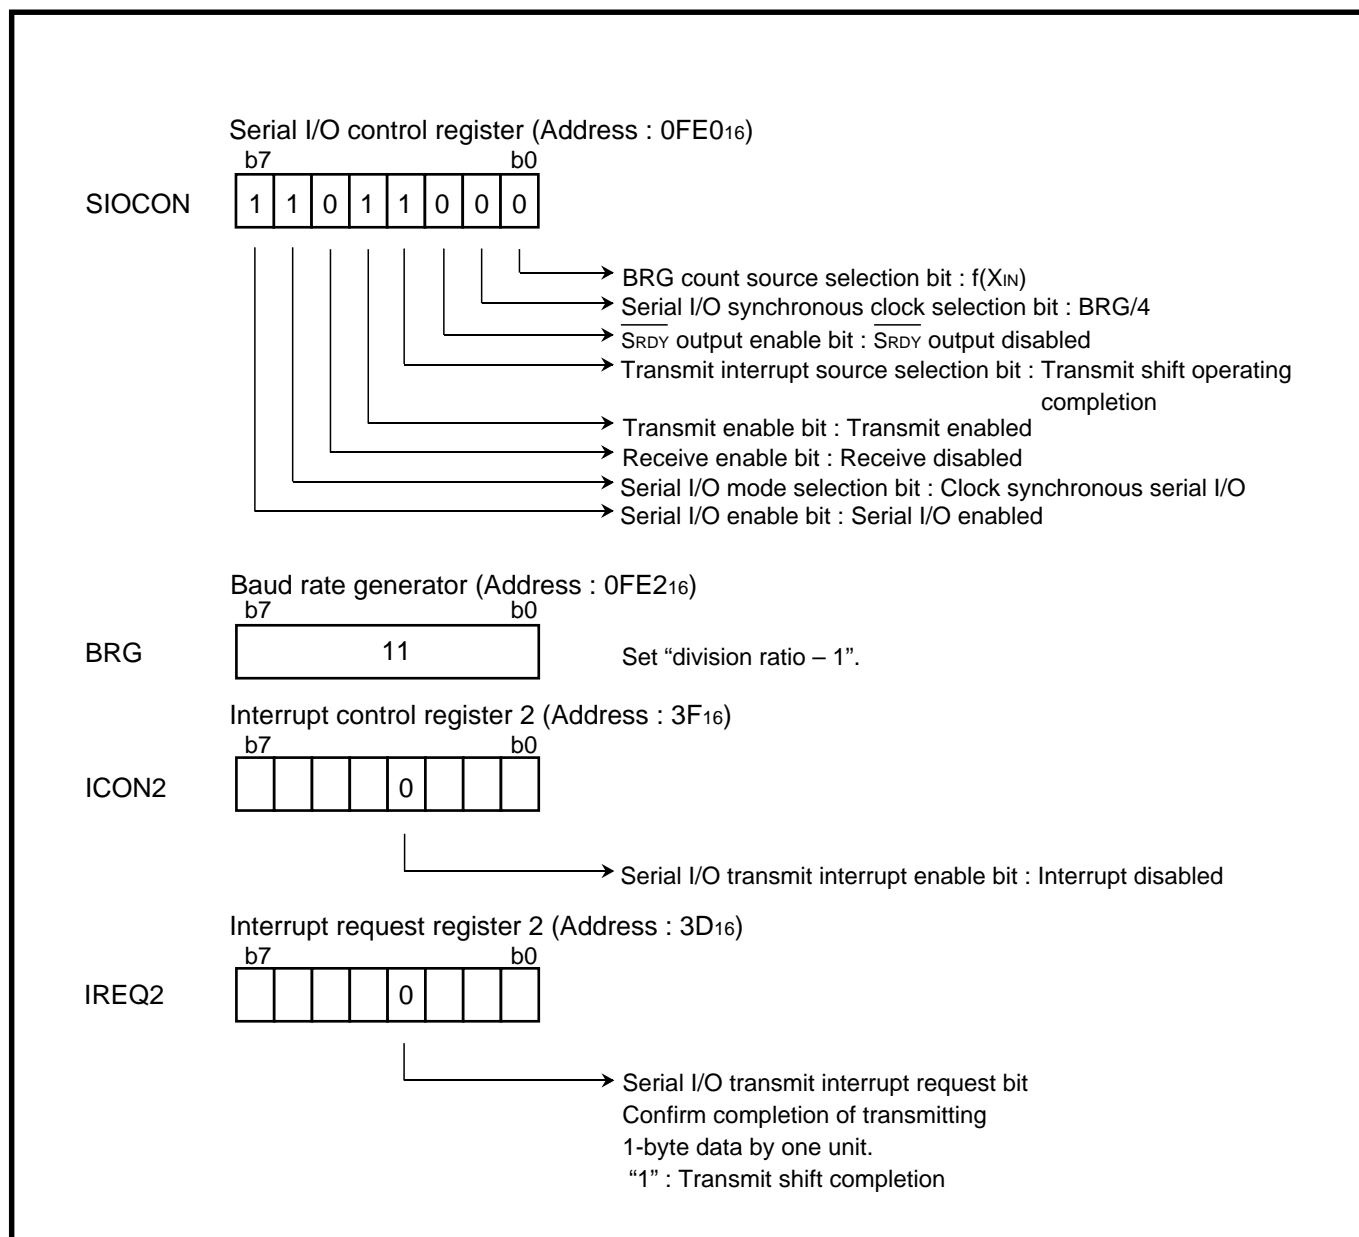 Serial I/O control register (Address : 0FE016)
b7 b0
SIOCON 1 1 0 1 1 0 0 0
BRG count source selection bit : f(XIN)
Serial I/O synchronous clock selection bit : BRG/4
SRDY output enable bit : SRDY output disabled
Transmit interrupt source selection bit : Transmit shift operating
completion
Transmit enable bit : Transmit enabled
Receive enable bit : Receive disabled
Serial I/O mode selection bit : Clock synchronous serial I/O
Serial I/O enable bit : Serial I/O enabled
Baud rate generator (Address : 0FE216)
b7 b0
BRG 11 Set “division ratio – 1”.
Interrupt control register 2 (Address : 3F16)
b7 b0
ICON2 0
Serial I/O transmit interrupt enable bit : Interrupt disabled
Interrupt request register 2 (Address : 3D16)
b7 b0
IREQ2 0
Serial I/O transmit interrupt request bit
Confirm completion of transmitting
1-byte data by one unit.
“1” : Transmit shift completion